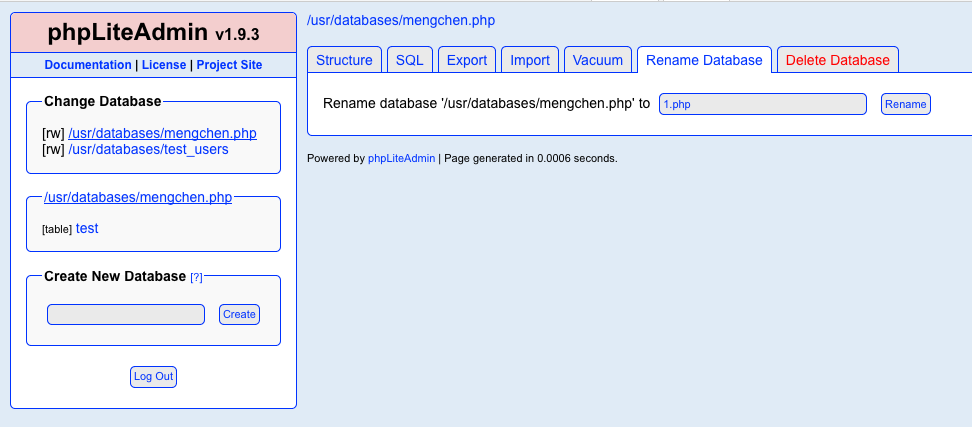 phpLiteAdmin v1.9.3
Documentation | License | Project Site
Change Database
[rw] /usr/databases/mengchen.php
[rw] /usr/databases/test_users
/usr/databases/mengchen.php
[table] test
Create New Database [?]
Create
Log Out
/usr/databases/mengchen.php
Structure SQL Export Import Vacuum Rename Database Delete Database
Rename database '/usr/databases/mengchen.php' to 1.php Rename
Powered by phpLiteAdmin | Page generated in 0.0006 seconds.